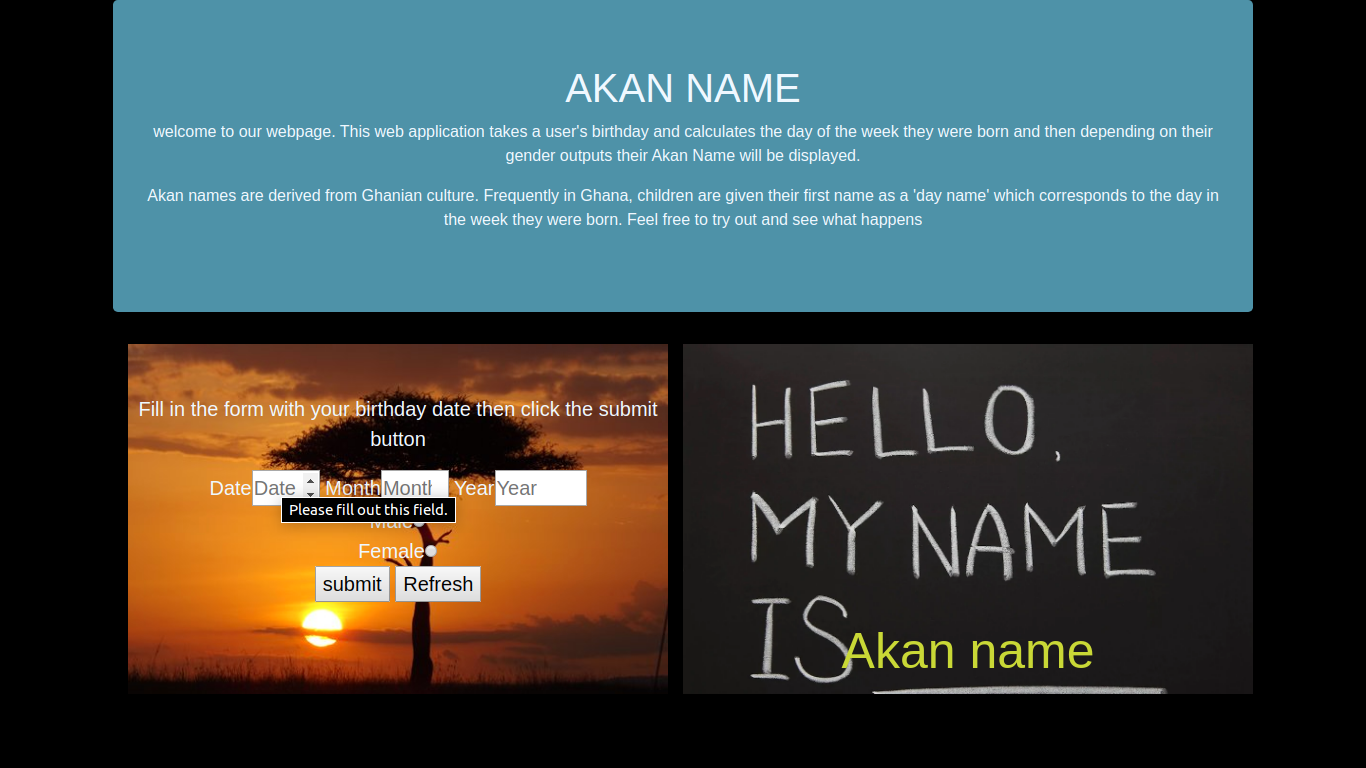 AKAN NAME
welcome to our webpage. This web application takes a user's birthday and calculates the day of the week they were born and then depending on their
gender outputs their Akan Name will be displayed.
Akan names are derived from Ghanian culture. Frequently in Ghana, children are given their first name as a 'day name' which corresponds to the day in
the week they were born. Feel free to try out and see what happens
Fill in the form with your birthday date then click the submit
button
Date Date Month Month Year Year
Please fill out this field.
Male
Female
submit Refresh
HELLO,
MY NAME
IS
Akan name